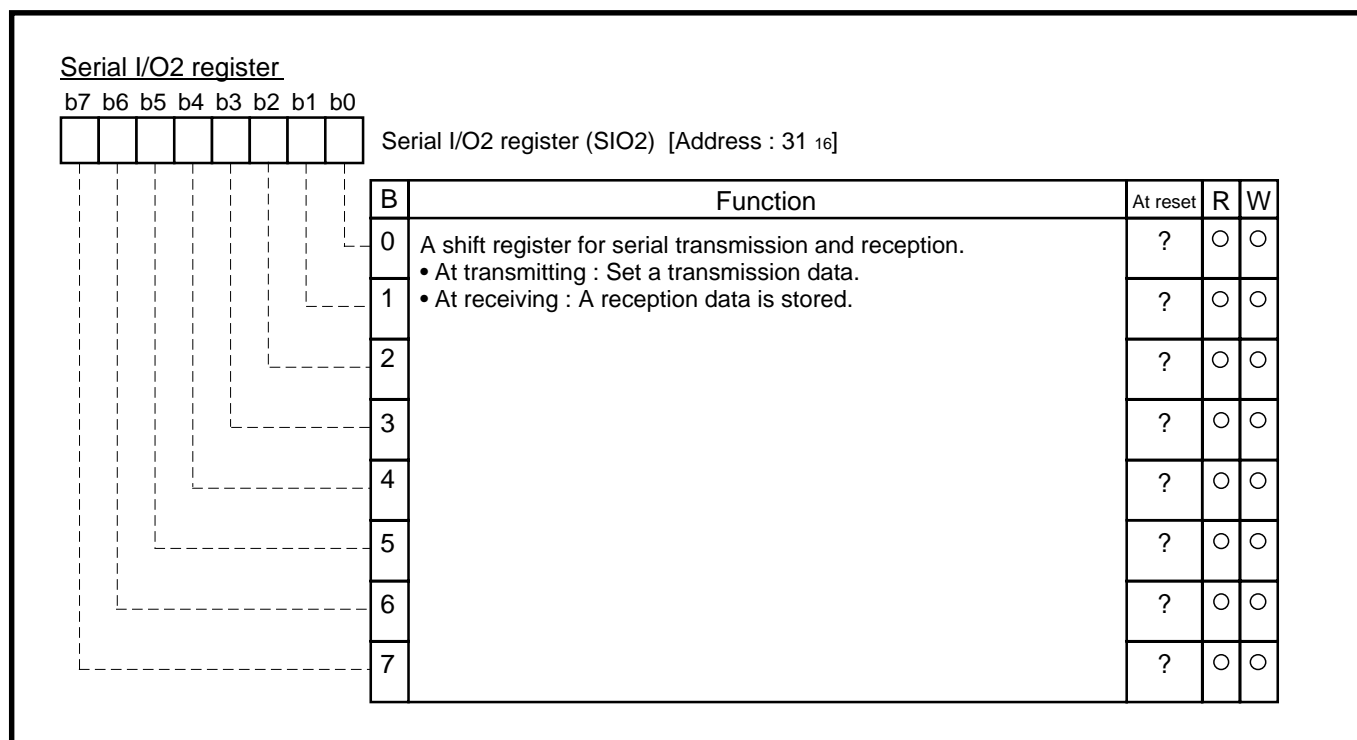 Serial I/O2 register
b7 b6 b5 b4 b3 b2 b1 b0
Serial I/O2 register (SIO2) [Address : 31 16]
B Function At reset R W
0 A shift register for serial transmission and reception. ? ○ ○
• At transmitting : Set a transmission data.
1 • At receiving : A reception data is stored. ? ○ ○
2 ? ○ ○
3 ? ○ ○
4 ? ○ ○
5 ? ○ ○
6 ? ○ ○
7 ? ○ ○